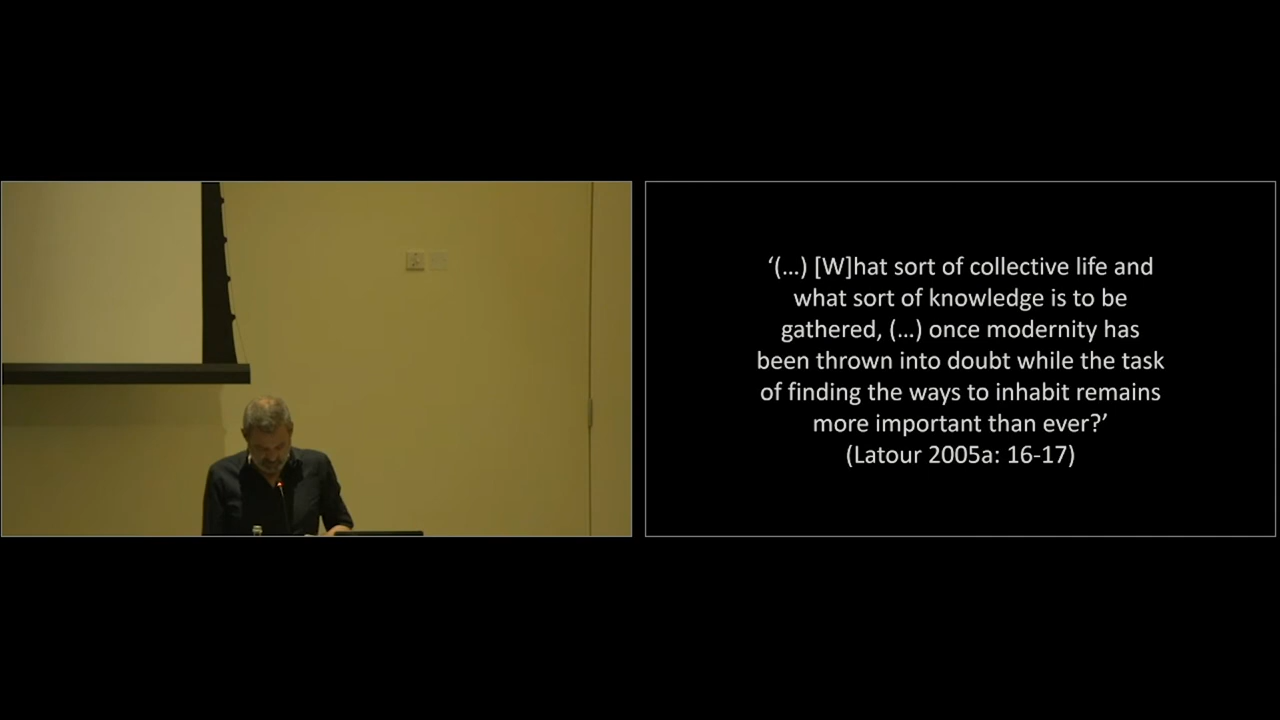 ‘(…) [W]hat sort of collective life and
what sort of knowledge is to be
gathered, (…) once modernity has
been thrown into doubt while the task
of finding the ways to inhabit remains
more important than ever?’
(Latour 2005a: 16-17)